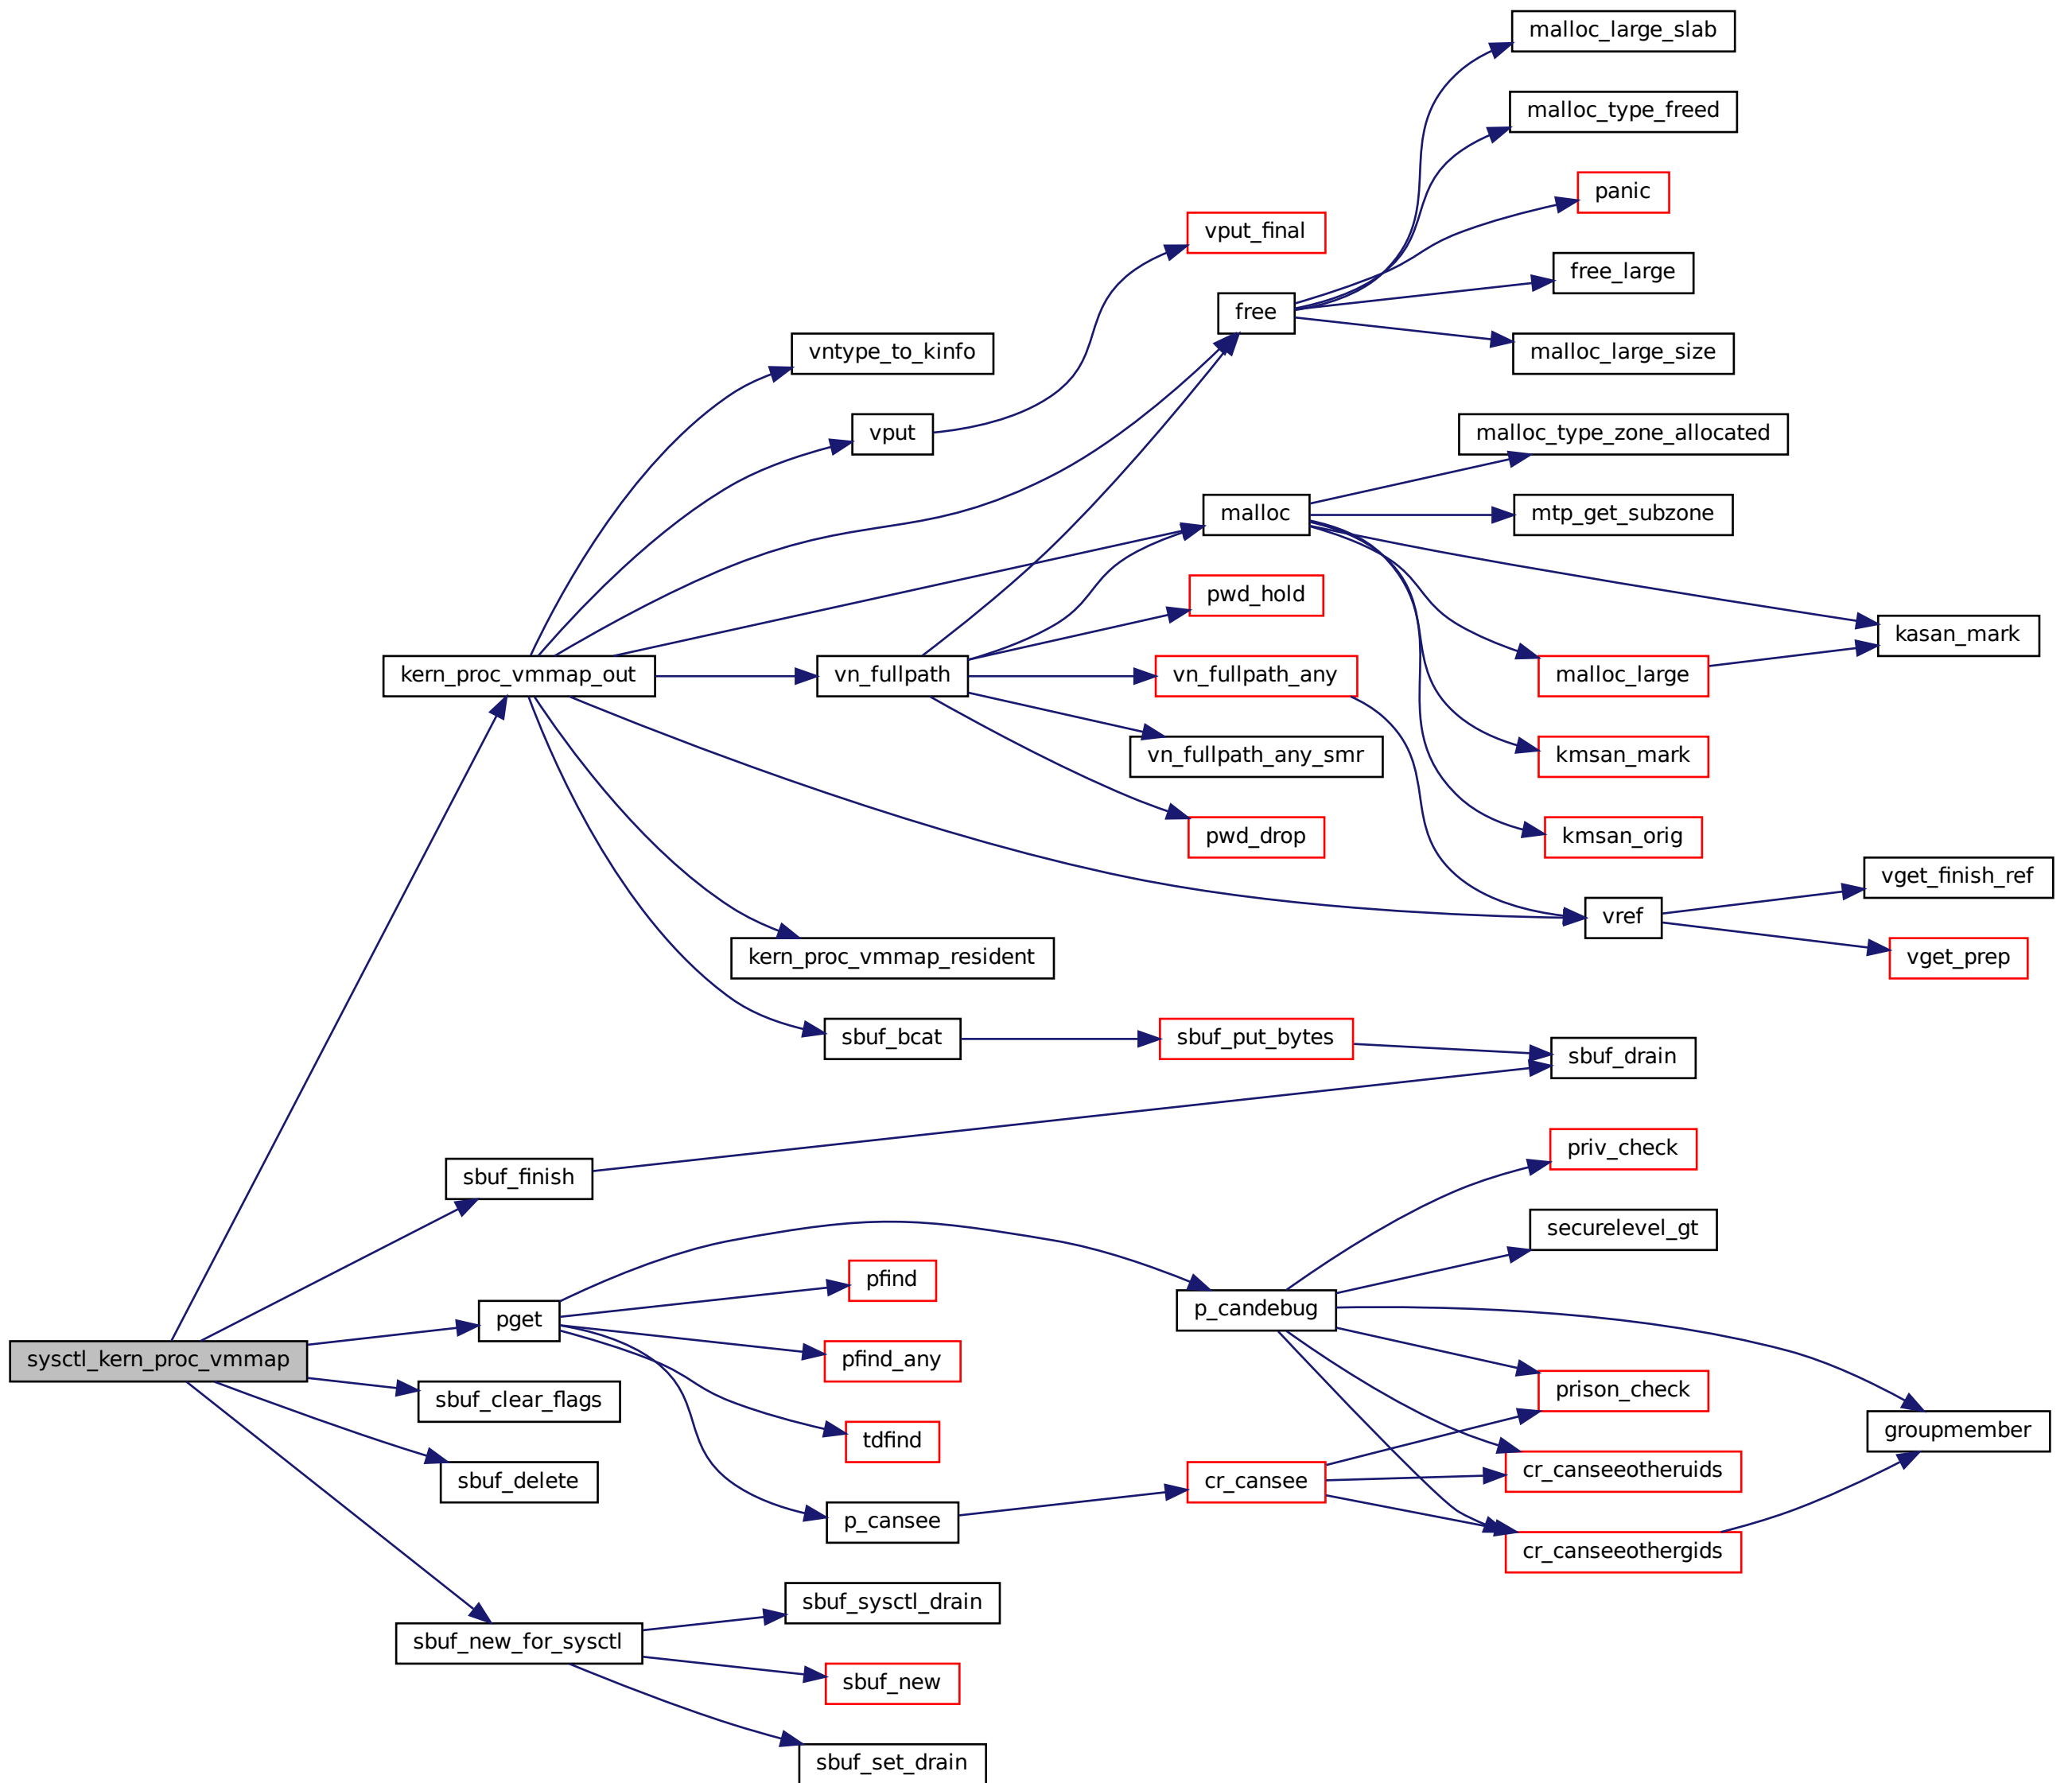 malloc_large_slab
malloc_type_freed
panic
vput_final
free_large
free
vntype_to_kinfo
malloc_large_size
vput
malloc_type_zone_allocated
malloc
mtp_get_subzone
pwd_hold
kasan_mark
kern_proc_vmmap_out
vn_fullpath
vn_fullpath_any
malloc_large
vn_fullpath_any_smr
kmsan_mark
pwd_drop
kmsan_orig
vget_finish_ref
vref
kern_proc_vmmap_resident
vget_prep
sbuf_bcat
sbuf_put_bytes
sbuf_drain
priv_check
sbuf_finish
securelevel_gt
pfind
pget
p_candebug
sysctl_kern_proc_vmmap
pfind_any
prison_check
sbuf_clear_flags
groupmember
tdfind
sbuf_delete
cr_cansee
cr_canseeotheruids
p_cansee
cr_canseeothergids
sbuf_sysctl_drain
sbuf_new_for_sysctl
sbuf_new
sbuf_set_drain